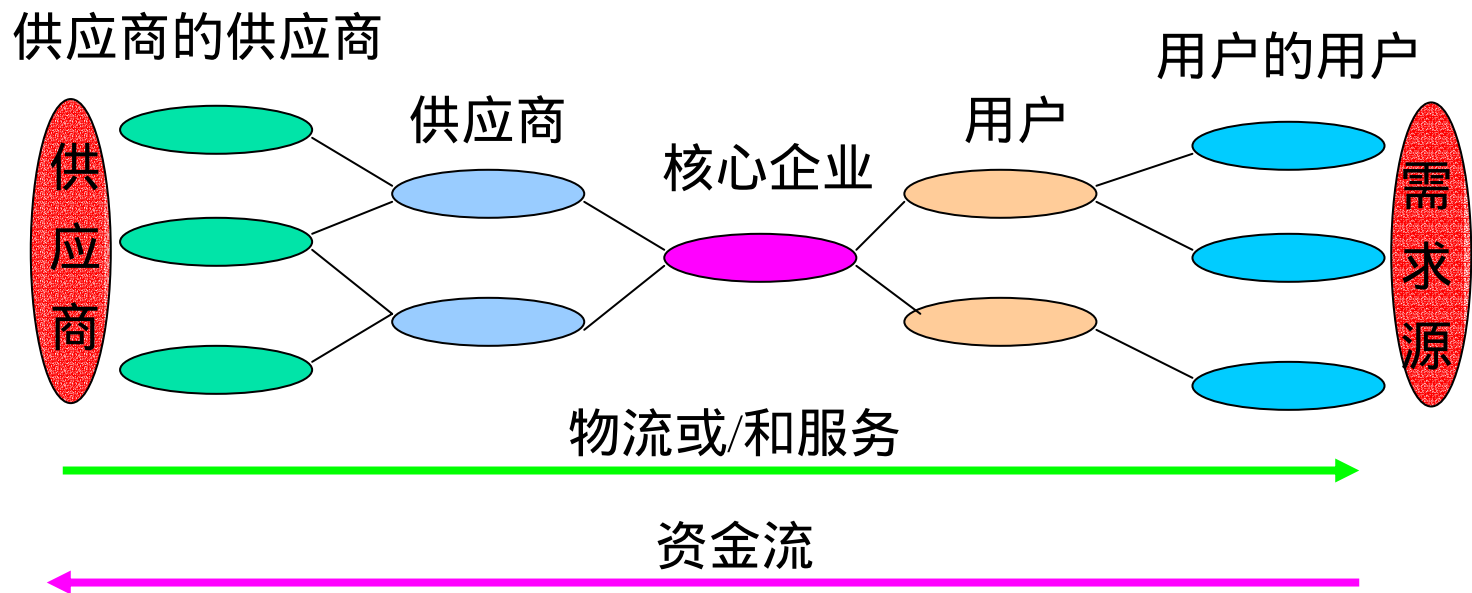 供应商的供应商
用户的用户
供应商
用户
核心企业
供
应
商
需
求
源
物流或/和服务
资金流